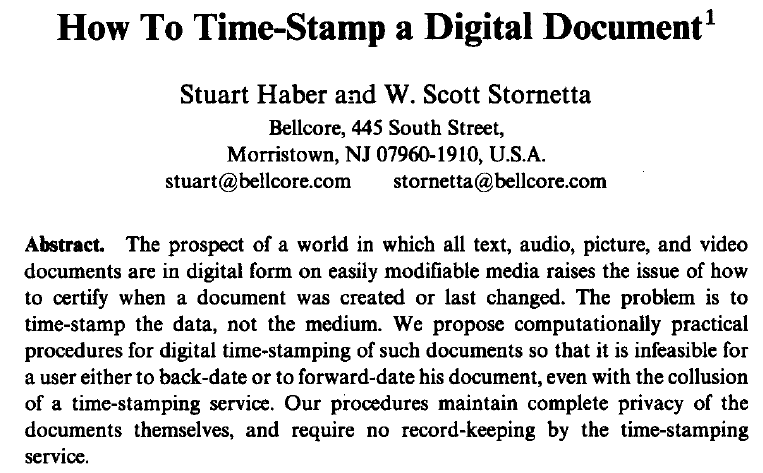 How To Time-Stamp a Digital Document¹
Stuart Haber and W. Scott Stornetta
Bellcore, 445 South Street,
Morristown, NJ 07960-1910, U.S.A.
stuart@bellcore.com stornetta@bellcore.com
Abstract. The prospect of a world in which all text, audio, picture, and video
documents are in digital form on easily modifiable media raises the issue of how
to certify when a document was created or last changed. The problem is to
time-stamp the data, not the medium. We propose computationally practical
procedures for digital time-stamping of such documents so that it is infeasible for
a user either to back-date or to forward-date his document, even with the collusion
of a time-stamping service. Our procedures maintain complete privacy of the
documents themselves, and require no record-keeping by the time-stamping
service.